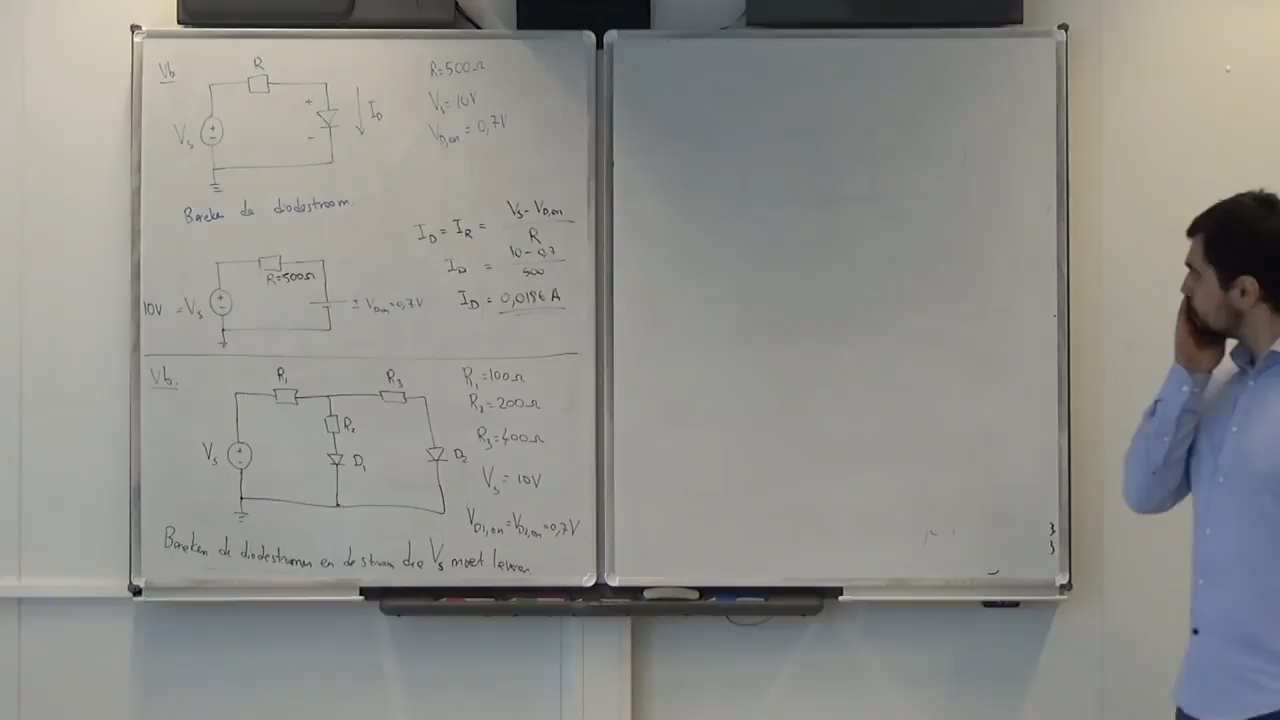 Vb
R
Vs
+
-
ID
R=500Ω
Vs=10V
VD,on = 0,7V
Bereken de diodestroom.
ID = IR = Vs - VD,on
R
ID = 10 - 0,7
500
ID = 0,0186 A
R=500Ω
10V = Vs
± VD,on=0,7V
Vb.
R1
R3
R2
Vs
D1
D2
R1=100Ω
R2=200Ω
R3=400Ω
Vs = 10V
VD1,on=VD2,on=0,7V
Bereken de diodestromen en de stroom die Vs moet leveren